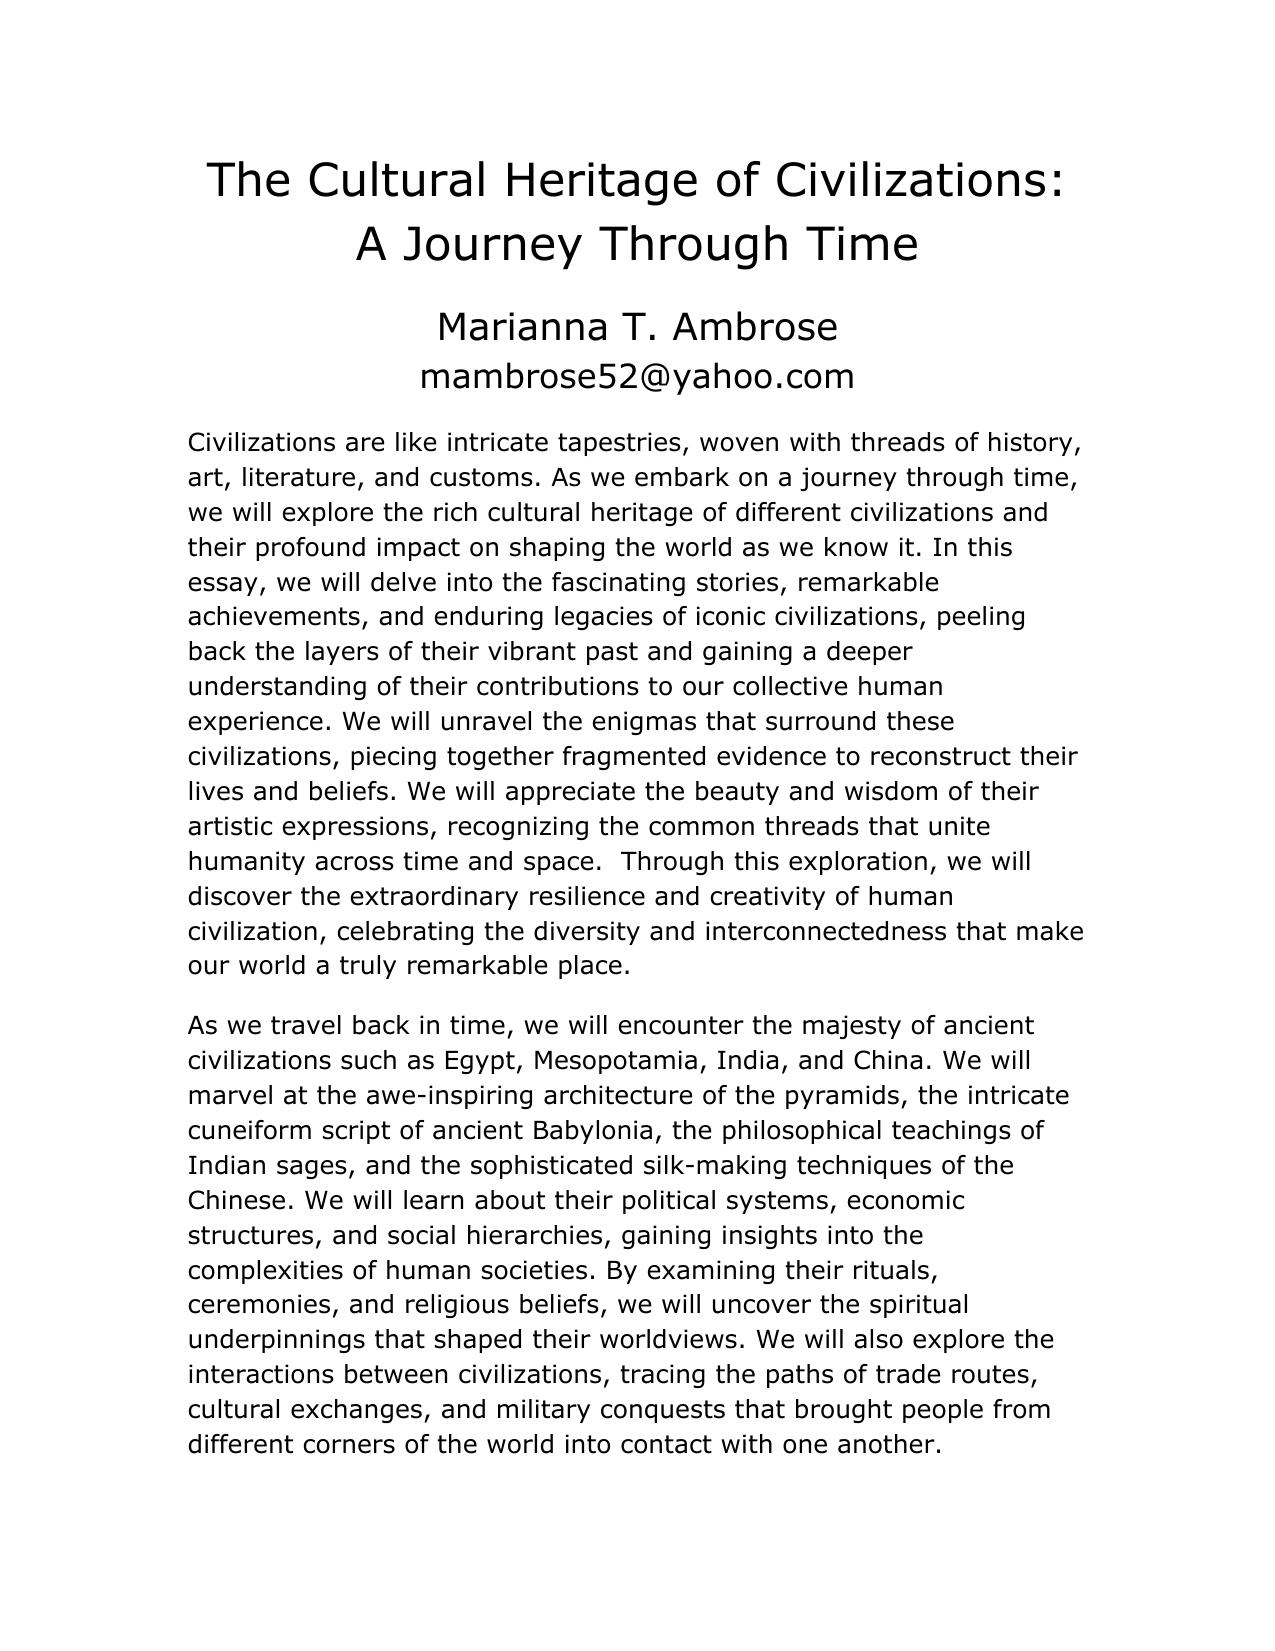 The Cultural Heritage of Civilizations:
A Journey Through Time
Marianna T. Ambrose
mambrose52@yahoo.com
Civilizations are like intricate tapestries, woven with threads of history,
art, literature, and customs. As we embark on a journey through time,
we will explore the rich cultural heritage of different civilizations and
their profound impact on shaping the world as we know it. In this
essay, we will delve into the fascinating stories, remarkable
achievements, and enduring legacies of iconic civilizations, peeling
back the layers of their vibrant past and gaining a deeper
understanding of their contributions to our collective human
experience. We will unravel the enigmas that surround these
civilizations, piecing together fragmented evidence to reconstruct their
lives and beliefs. We will appreciate the beauty and wisdom of their
artistic expressions, recognizing the common threads that unite
humanity across time and space.  Through this exploration, we will
discover the extraordinary resilience and creativity of human
civilization, celebrating the diversity and interconnectedness that make
our world a truly remarkable place.
As we travel back in time, we will encounter the majesty of ancient
civilizations such as Egypt, Mesopotamia, India, and China. We will
marvel at the awe-inspiring architecture of the pyramids, the intricate
cuneiform script of ancient Babylonia, the philosophical teachings of
Indian sages, and the sophisticated silk-making techniques of the
Chinese. We will learn about their political systems, economic
structures, and social hierarchies, gaining insights into the
complexities of human societies. By examining their rituals,
ceremonies, and religious beliefs, we will uncover the spiritual
underpinnings that shaped their worldviews. We will also explore the
interactions between civilizations, tracing the paths of trade routes,
cultural exchanges, and military conquests that brought people from
different corners of the world into contact with one another.